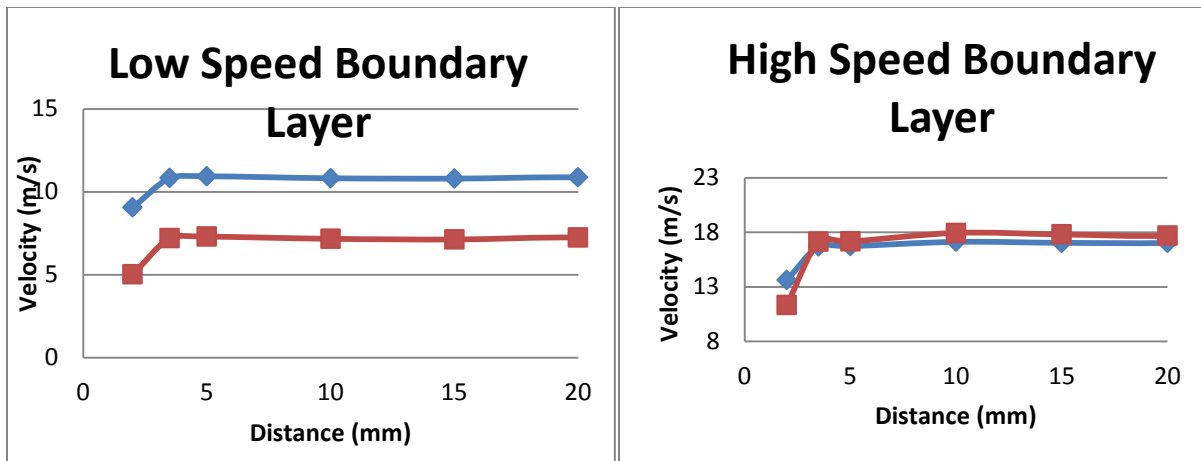 Low Speed Boundary
Layer
15
10
5
0
Velocity (m/s)
0 5 10 15 20
Distance (mm)
High Speed Boundary
Layer
23
18
13
8
Velocity (m/s)
0 5 10 15 20
Distance (mm)